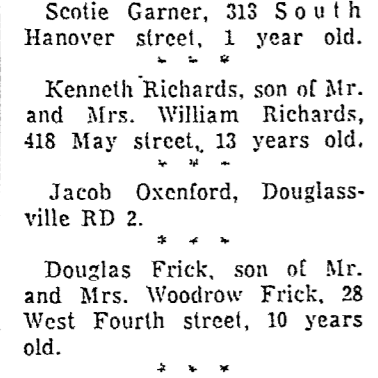 Scotie Garner, 313 South
Hanover street, 1 year old.
* * *
Kenneth Richards, son of Mr.
and Mrs. William Richards,
418 May street, 13 years old.
* * *
Jacob Oxenford, Douglass-
ville RD 2.
* * *
Douglas Frick, son of Mr.
and Mrs. Woodrow Frick, 28
West Fourth street, 10 years
old.
* * *